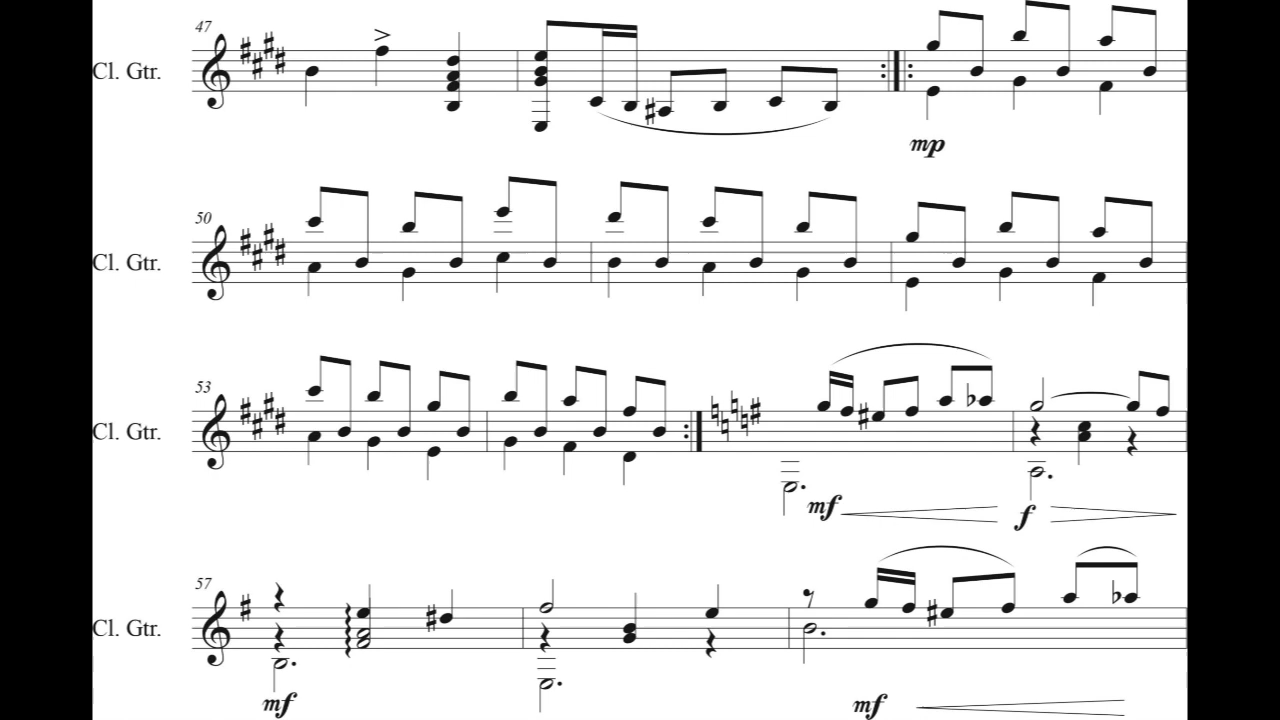 47
Cl. Gtr.
mp
50
Cl. Gtr.
53
Cl. Gtr.
mf f
57
Cl. Gtr.
mf mf